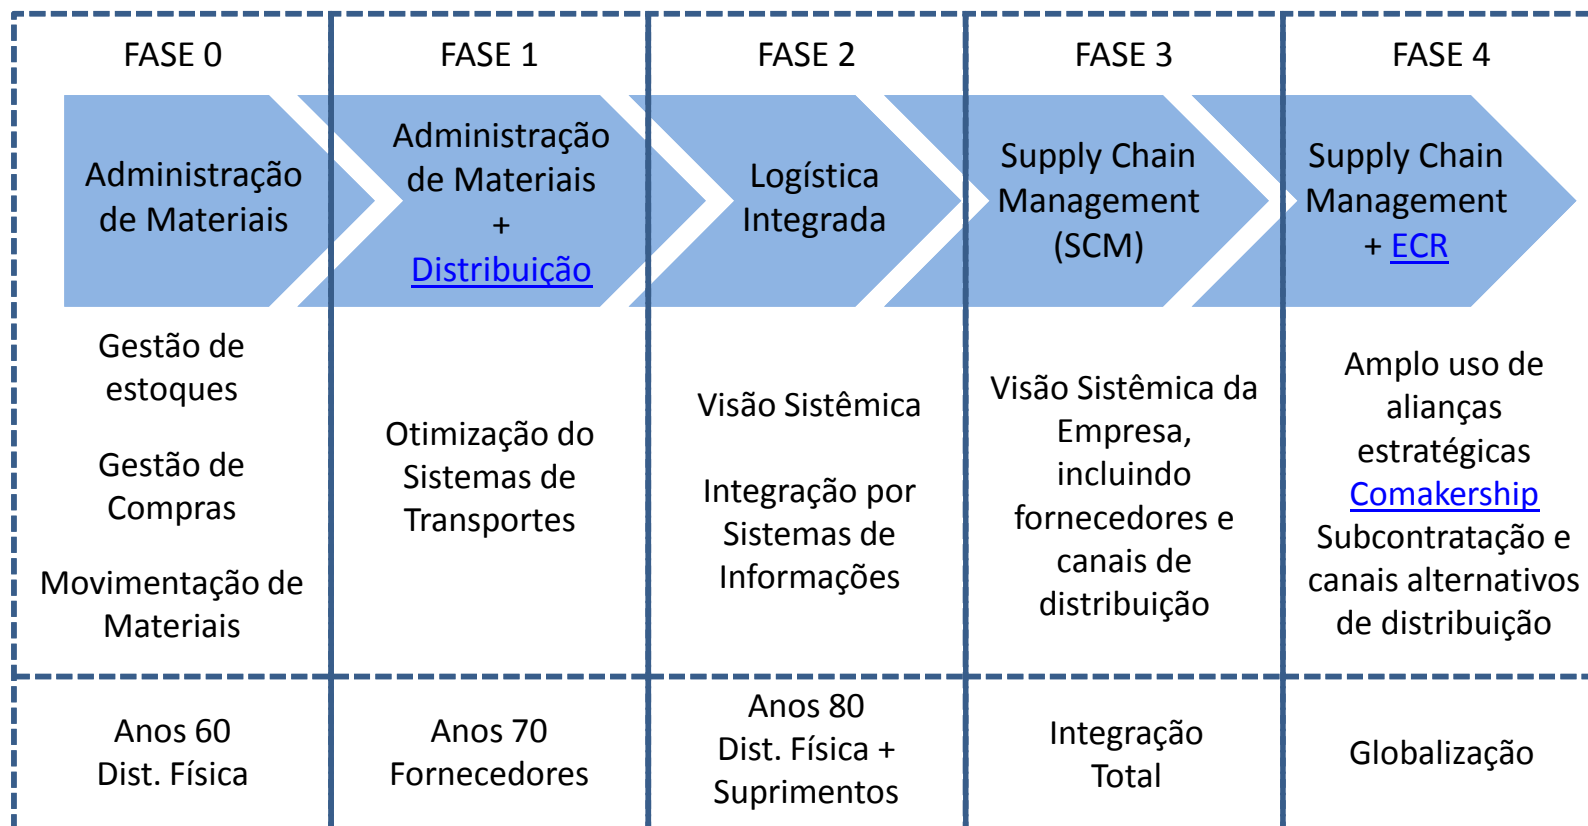 FASE 0
FASE 1
FASE 2
FASE 3
FASE 4
Administração
de Materiais
Administração
de Materiais
+
Distribuição
Logística
Integrada
Supply Chain
Management
(SCM)
Supply Chain
Management
+ ECR
Gestão de
estoques
Gestão de
Compras
Movimentação de
Materiais
Otimização do
Sistemas de
Transportes
Visão Sistêmica
Integração por
Sistemas de
Informações
Visão Sistêmica da
Empresa,
incluindo
fornecedores e
canais de
distribuição
Amplo uso de
alianças
estratégicas
Comakership
Subcontratação e
canais alternativos
de distribuição
Anos 60
Dist. Física
Anos 70
Fornecedores
Anos 80
Dist. Física +
Suprimentos
Integração
Total
Globalização